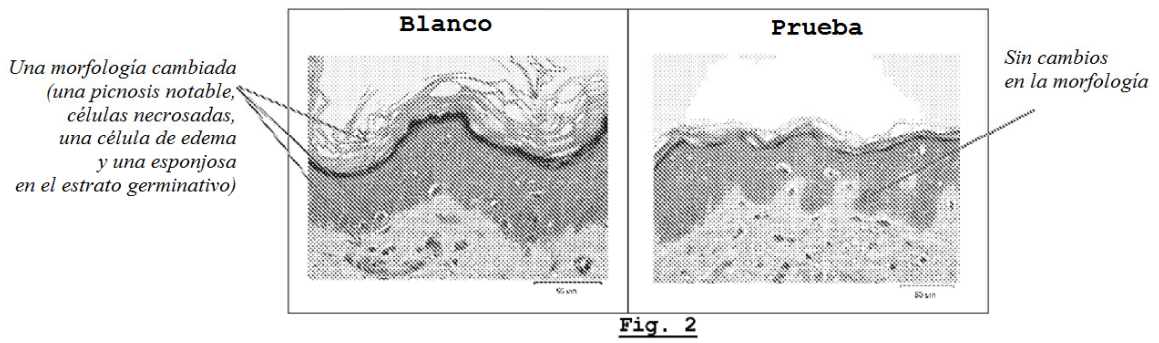 Blanco
Prueba
Una morfología cambiada
(una picnosis notable,
células necrosadas,
una célula de edema
y una esponjosa
en el estrato germinativo)
Sin cambios
en la morfología
Fig. 2